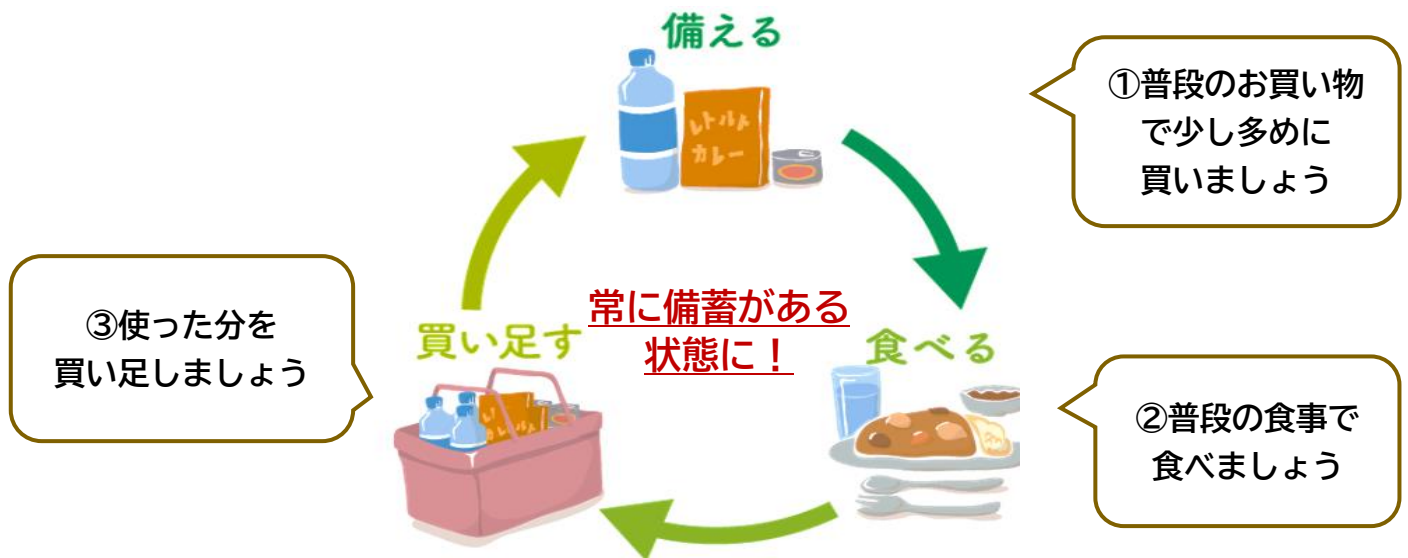 備える
レトルト
カレー
①普段のお買い物
で少し多めに
買いましょう
常に備蓄がある
状態に！
食べる
②普段の食事で
食べましょう
買い足す
③使った分を
買い足しましょう